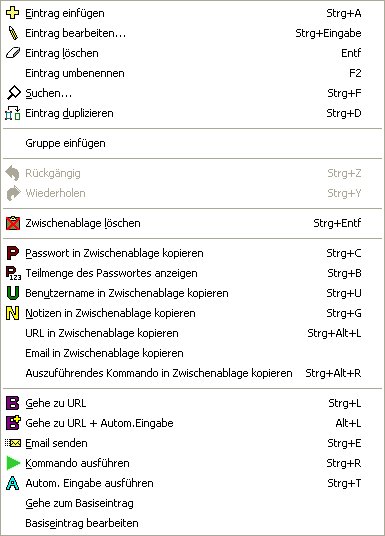 Eintrag einfügen Strg+A
Eintrag bearbeiten... Strg+Eingabe
Eintrag löschen Entf
Eintrag umbenennen F2
Suchen... Strg+F
Eintrag duplizieren Strg+D
Gruppe einfügen
Rückgängig Strg+Z
Wiederholen Strg+Y
Zwischenablage löschen Strg+Entf
P Passwort in Zwischenablage kopieren Strg+C
P123 Teilmenge des Passwortes anzeigen Strg+B
U Benutzername in Zwischenablage kopieren Strg+U
N Notizen in Zwischenablage kopieren Strg+G
URL in Zwischenablage kopieren Strg+Alt+L
Email in Zwischenablage kopieren
Auszuführendes Kommando in Zwischenablage kopieren Strg+Alt+R
B Gehe zu URL Strg+L
B Gehe zu URL + Autom.Eingabe Alt+L
Email senden Strg+E
Kommando ausführen Strg+R
A Autom. Eingabe ausführen Strg+T
Gehe zum Basiseintrag
Basiseintrag bearbeiten